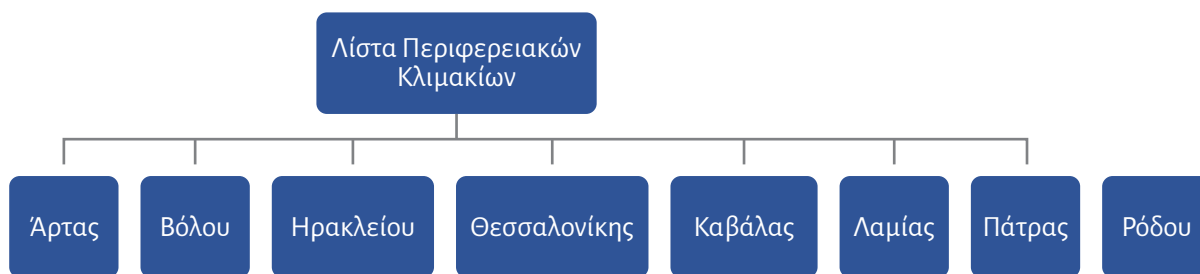 Λίστα Περιφερειακών
Κλιμακίων
Άρτας
Βόλου
Ηρακλείου
Θεσσαλονίκης
Καβάλας
Λαμίας
Πάτρας
Ρόδου